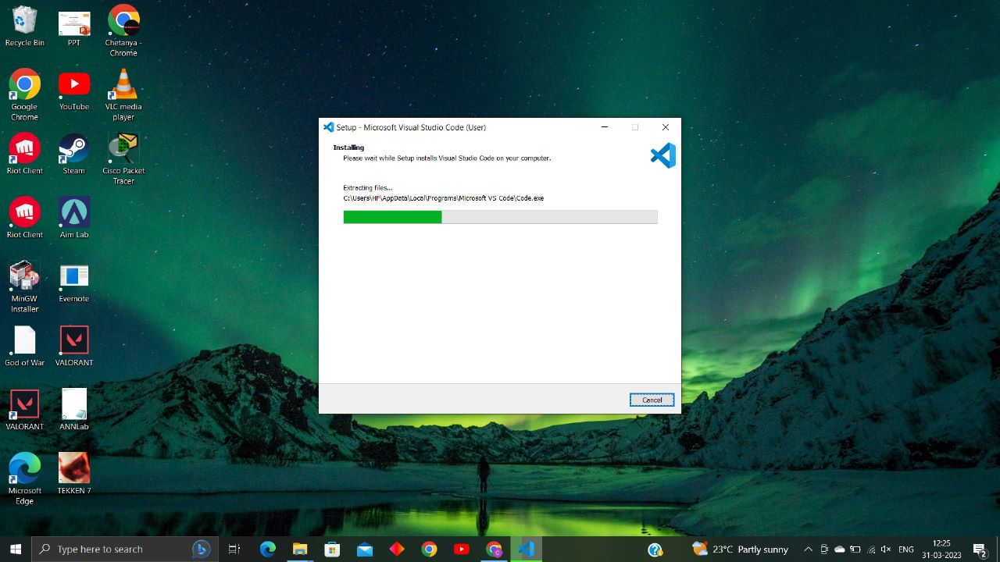 Recycle Bin
PPT
Chetanya -
Chrome
Google
Chrome
YouTube
VLC media
player
Riot Client
Steam
Cisco Packet
Tracer
Riot Client
Aim Lab
MinGW
Installer
Evernote
God of War
VALORANT
VALORANT
ANNLab
Microsoft
Edge
TEKKEN 7
Setup - Microsoft Visual Studio Code (User)
Installing
Please wait while Setup installs Visual Studio Code on your computer.
Extracting files...
C:\Users\HP\AppData\Local\Programs\Microsoft VS Code\Code.exe
Cancel
Type here to search
23°C Partly sunny
ENG
12:25
31-03-2023
2